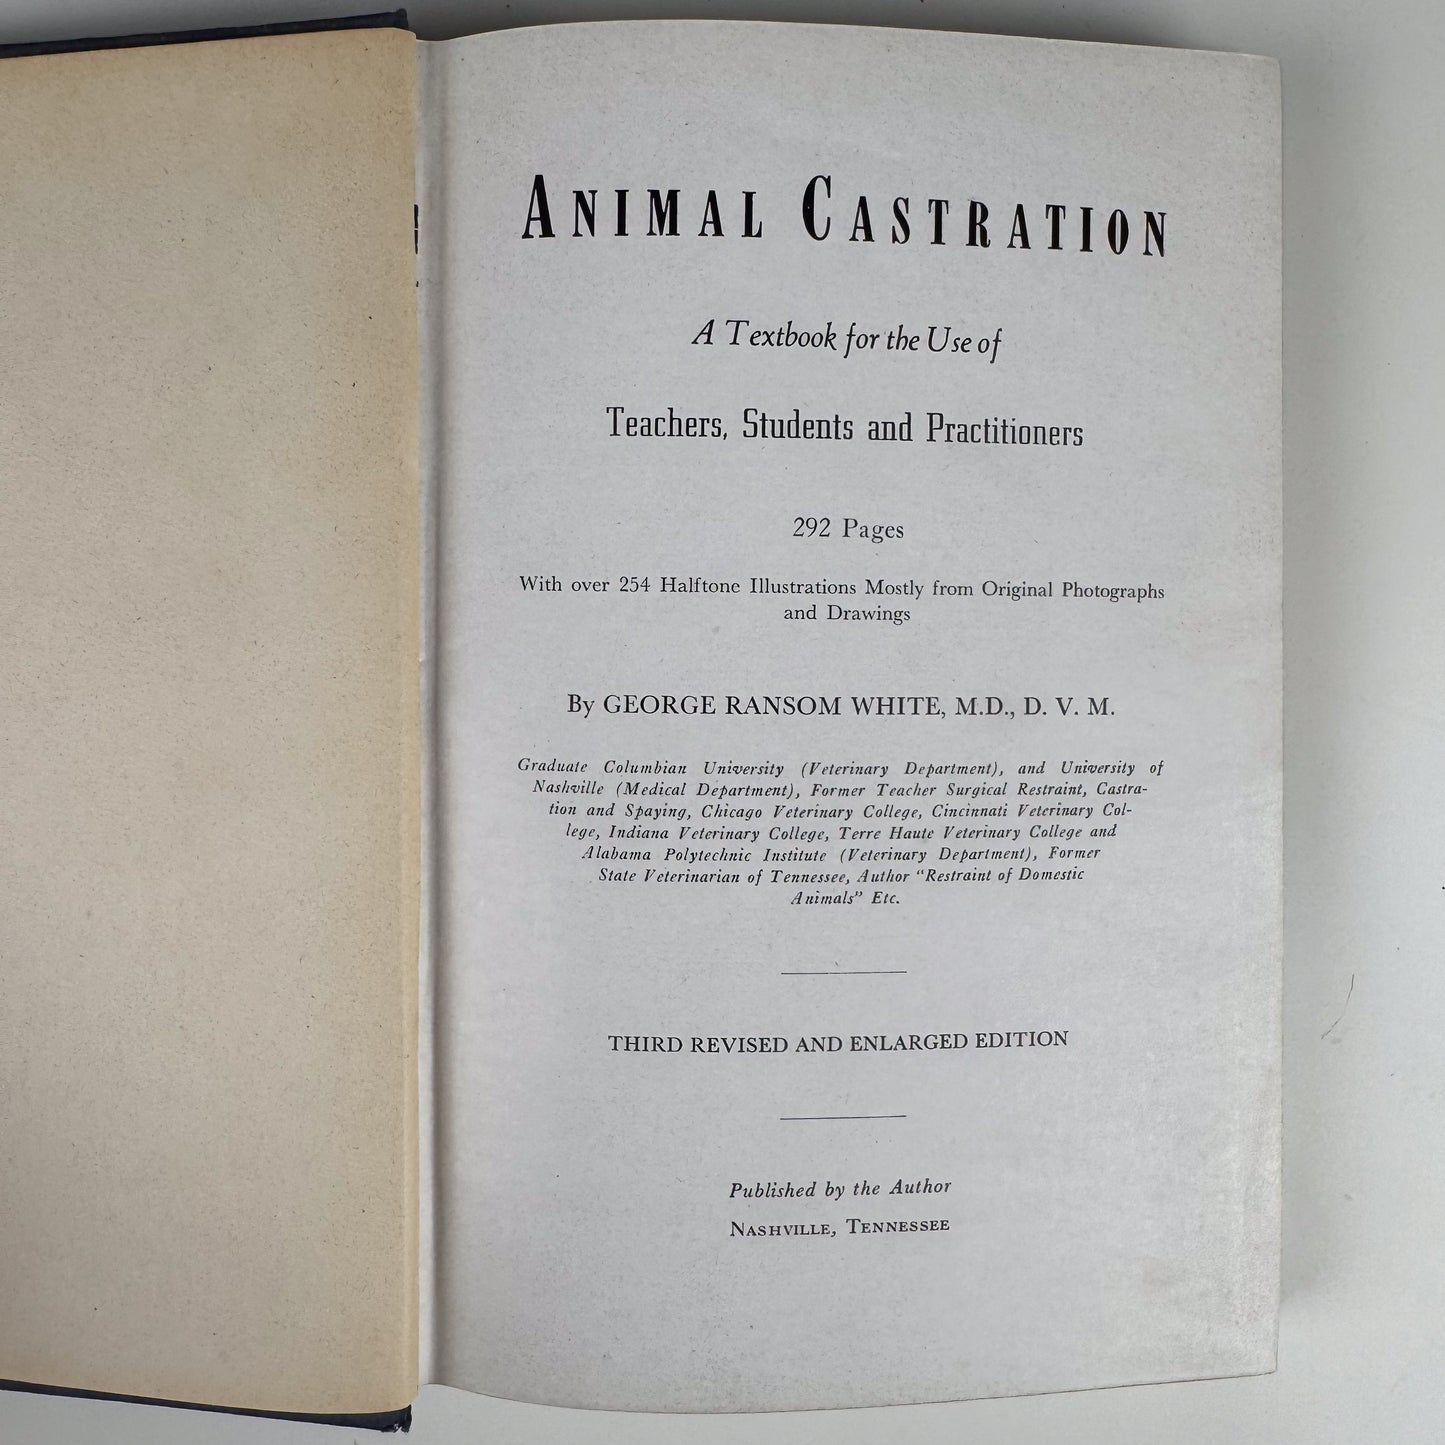 ANIMAL CASTRATION
A Textbook for the Use of
Teachers, Students and Practitioners
292 Pages
With over 254 Halftone Illustrations Mostly from Original Photographs
and Drawings
By GEORGE RANSOM WHITE, M.D., D. V. M.
Graduate Columbian University (Veterinary Department), and University of
Nashville (Medical Department), Former Teacher Surgical Restraint, Castra-
tion and Spaying, Chicago Veterinary College, Cincinnati Veterinary Col-
lege, Indiana Veterinary College, Terre Haute Veterinary College and
Alabama Polytechnic Institute (Veterinary Department), Former
State Veterinarian of Tennessee, Author "Restraint of Domestic
Animals" Etc.
THIRD REVISED AND ENLARGED EDITION
Published by the Author
NASHVILLE, TENNESSEE